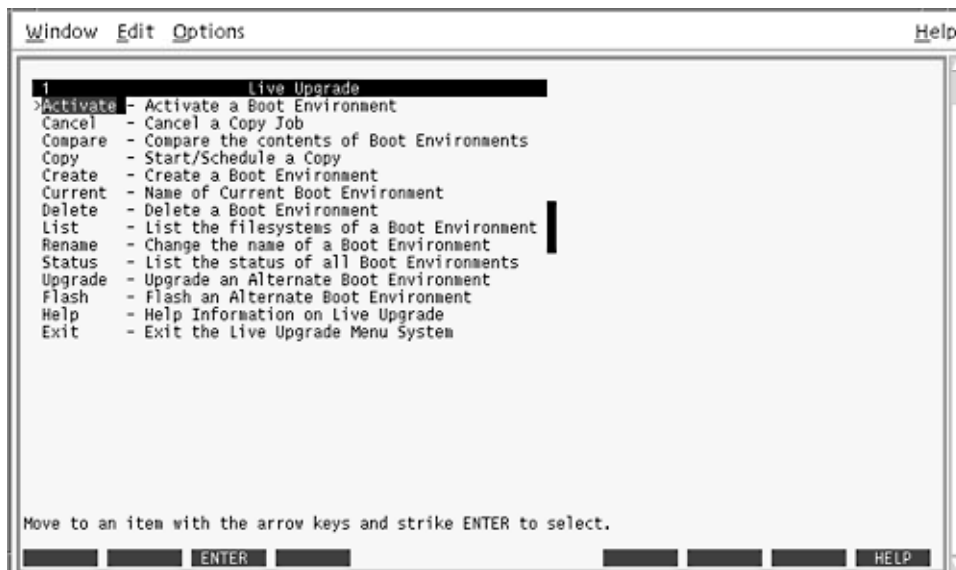 Window Edit Options Help
1 Live Upgrade
>Activate - Activate a Boot Environment
Cancel - Cancel a Copy Job
Compare - Compare the contents of Boot Environments
Copy - Start/Schedule a Copy
Create - Create a Boot Environment
Current - Name of Current Boot Environment
Delete - Delete a Boot Environment
List - List the filesystems of a Boot Environment
Rename - Change the name of a Boot Environment
Status - List the status of all Boot Environments
Upgrade - Upgrade an Alternate Boot Environment
Flash - Flash an Alternate Boot Environment
Help - Help Information on Live Upgrade
Exit - Exit the Live Upgrade Menu System
Move to an item with the arrow keys and strike ENTER to select.
ENTER HELP